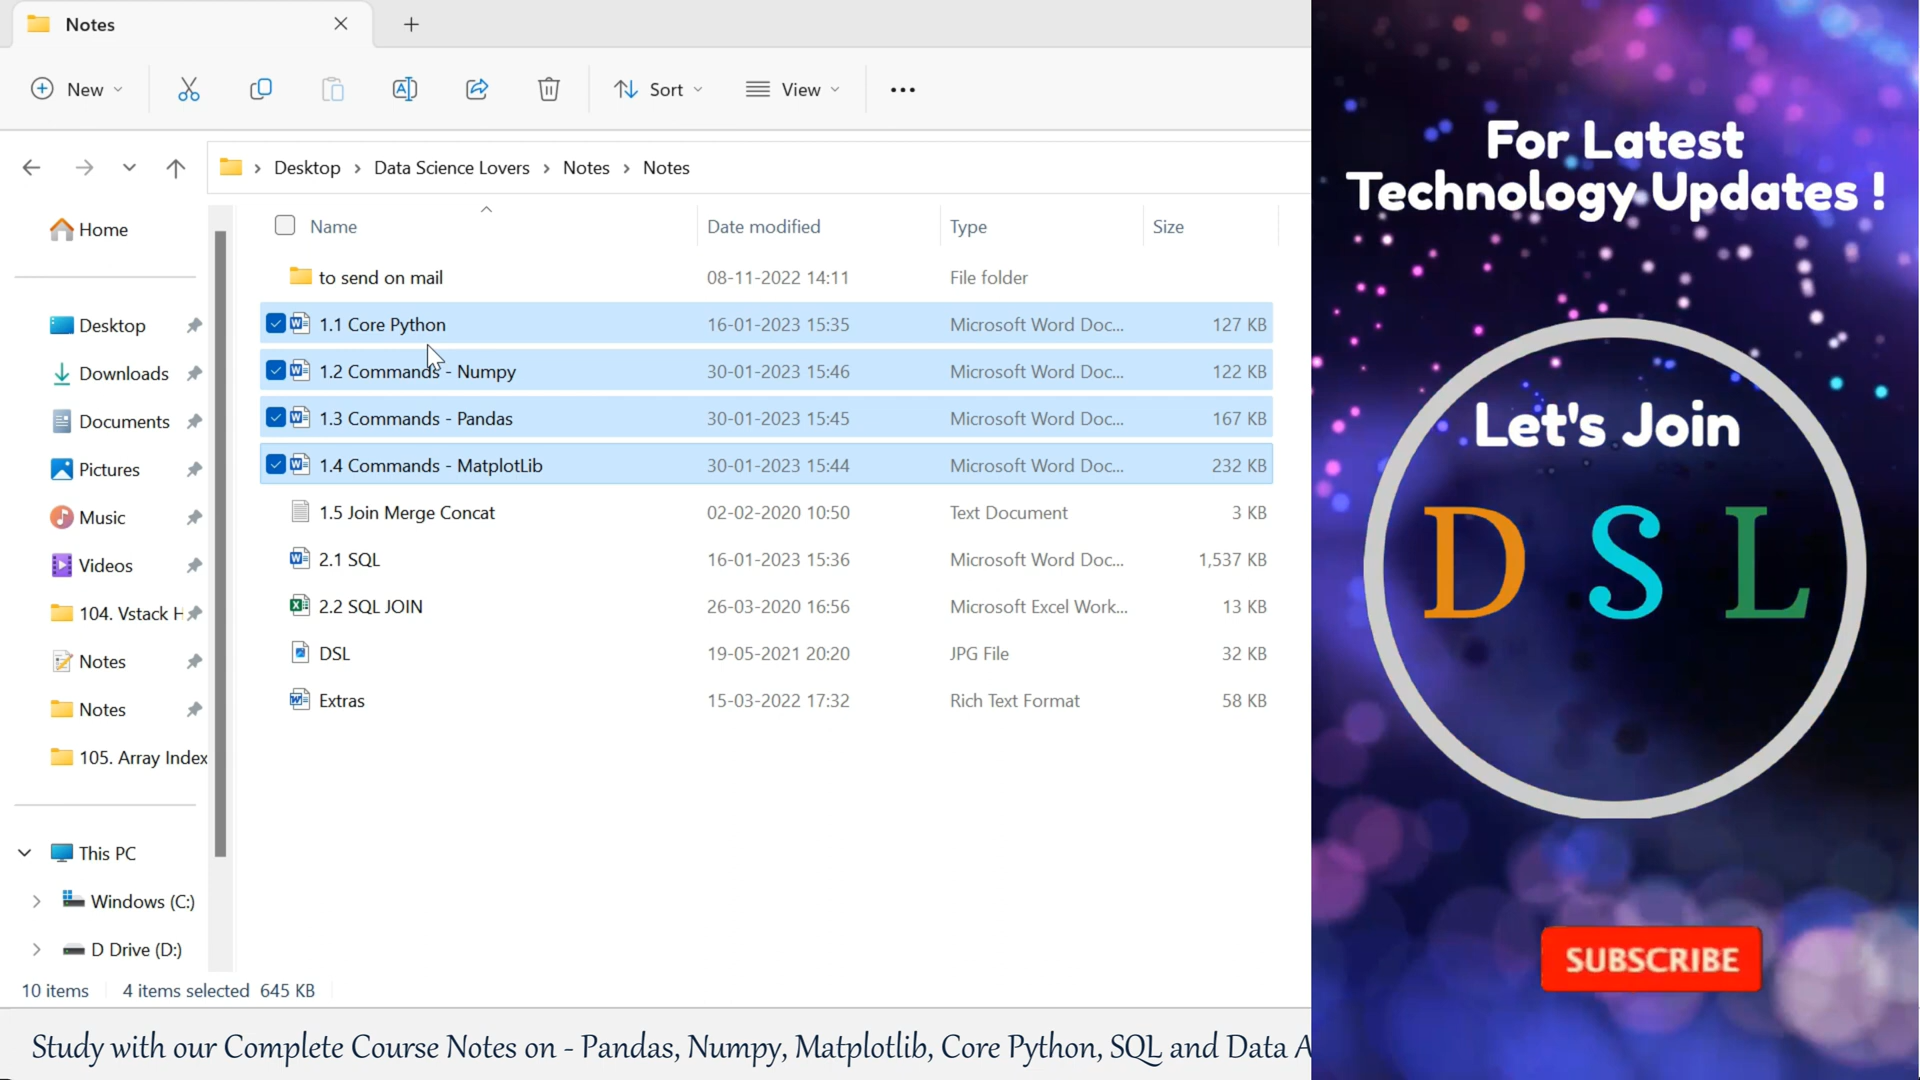 Notes
New
Sort
View
Desktop > Data Science Lovers > Notes > Notes
Home
Desktop
Downloads
Documents
Pictures
Music
Videos
104. Vstack H
Notes
Notes
105. Array Index
This PC
Windows (C:)
D Drive (D:)
Name Date modified Type Size
to send on mail 08-11-2022 14:11 File folder
1.1 Core Python 16-01-2023 15:35 Microsoft Word Doc... 127 KB
1.2 Commands - Numpy 30-01-2023 15:46 Microsoft Word Doc... 122 KB
1.3 Commands - Pandas 30-01-2023 15:45 Microsoft Word Doc... 167 KB
1.4 Commands - MatplotLib 30-01-2023 15:44 Microsoft Word Doc... 232 KB
1.5 Join Merge Concat 02-02-2020 10:50 Text Document 3 KB
2.1 SQL 16-01-2023 15:36 Microsoft Word Doc... 1,537 KB
2.2 SQL JOIN 26-03-2020 16:56 Microsoft Excel Work... 13 KB
DSL 19-05-2021 20:20 JPG File 32 KB
Extras 15-03-2022 17:32 Rich Text Format 58 KB
10 items 4 items selected 645 KB
Study with our Complete Course Notes on - Pandas, Numpy, Matplotlib, Core Python, SQL and Data A
For Latest
Technology Updates !
Let's Join
D S L
SUBSCRIBE